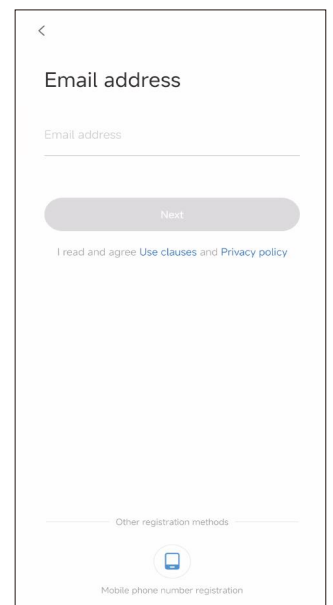 Email address
Email address
Next
I read and agree Use clauses and Privacy policy
Other registration methods
Mobile phone number registration